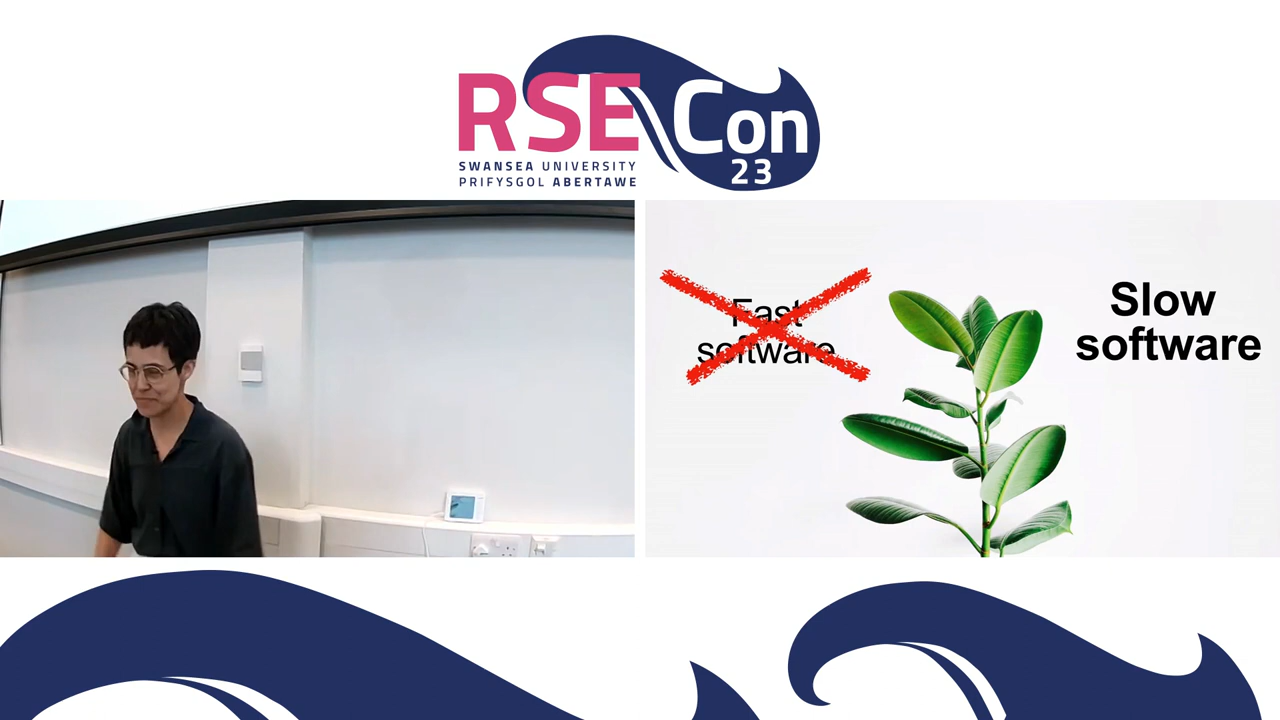 RSE Con
23
SWANSEA UNIVERSITY
PRIFYSGOL ABERTAWE
Fast
software
Slow
software